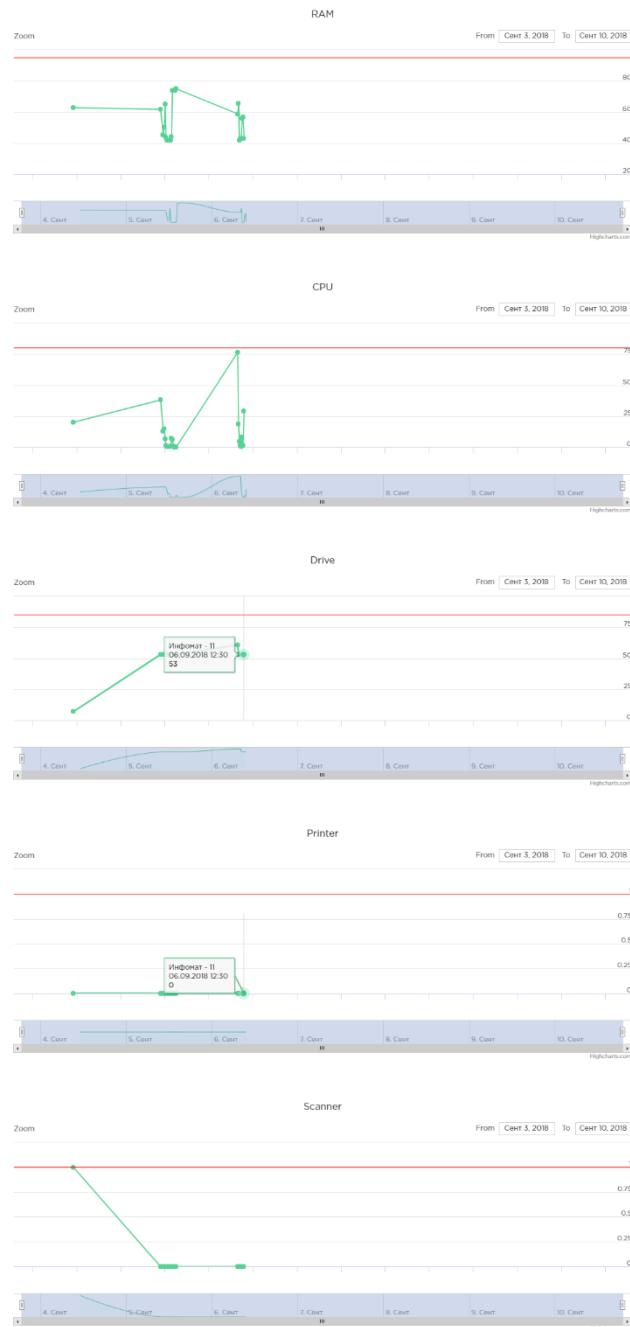 RAM
Zoom From Сент 3, 2018 To Сент 10, 2018
80
60
40
20
4. Сент 5. Сент 6. Сент 7. Сент 8. Сент 9. Сент 10. Сент
Highcharts.com
CPU
Zoom From Сент 3, 2018 To Сент 10, 2018
75
50
25
0
4. Сент 5. Сент 6. Сент 7. Сент 8. Сент 9. Сент 10. Сент
Highcharts.com
Drive
Zoom From Сент 3, 2018 To Сент 10, 2018
75
Инфомат - 11
06.09.2018 12:30
53
50
25
0
4. Сент 5. Сент 6. Сент 7. Сент 8. Сент 9. Сент 10. Сент
Highcharts.com
Printer
Zoom From Сент 3, 2018 To Сент 10, 2018
0.75
0.5
Инфомат - 11
06.09.2018 12:30
0
0.25
0
4. Сент 5. Сент 6. Сент 7. Сент 8. Сент 9. Сент 10. Сент
Highcharts.com
Scanner
Zoom From Сент 3, 2018 To Сент 10, 2018
0.75
0.5
0.25
0
4. Сент 5. Сент 6. Сент 7. Сент 8. Сент 9. Сент 10. Сент